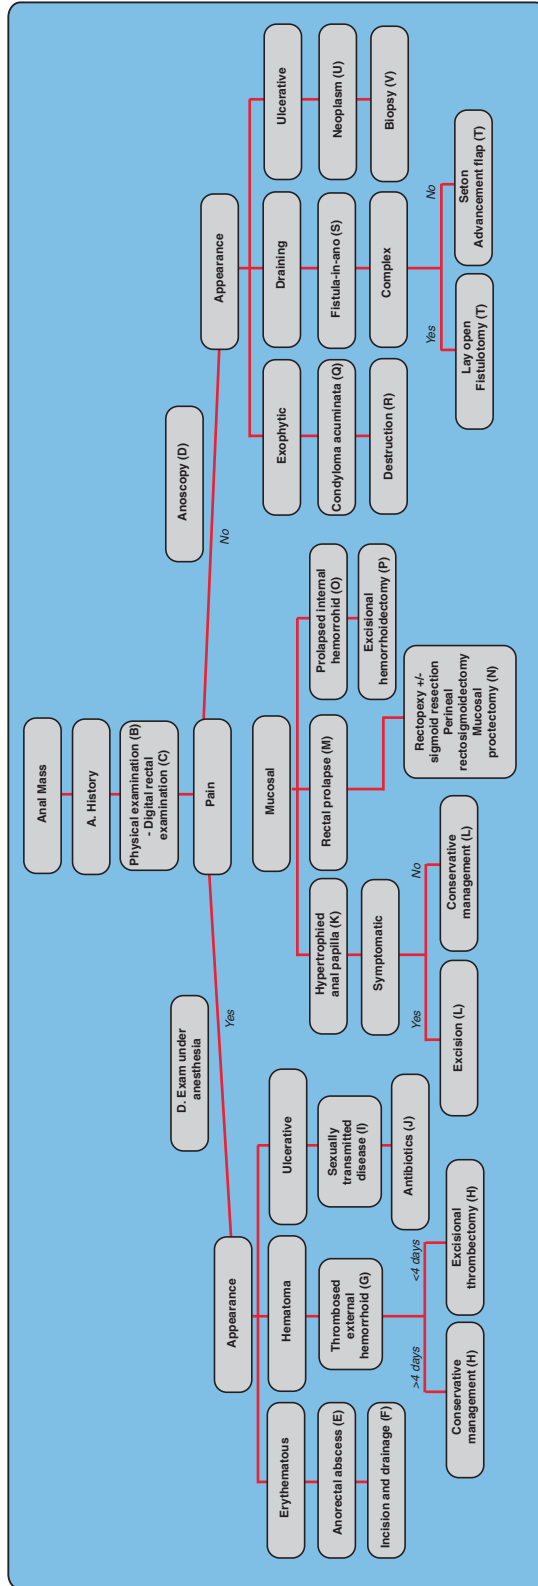 Anal Mass
A. History
Physical examination (B)
- Digital rectal
examination (C)
Pain
Yes
No
D. Exam under
anesthesia
Anoscopy (D)
Appearance
Erythematous
Anorectal abscess (E)
Incision and drainage (F)
Hematoma
Thrombosed
external
hemorrhoid (G)
>4 days
<4 days
Conservative
management (H)
Excisional
thrombectomy (H)
Ulcerative
Sexually
transmitted
disease (I)
Antibiotics (J)
Mucosal
Hypertrophied
anal papilla (K)
Symptomatic
Yes
No
Excision (L)
Conservative
management (L)
Rectal prolapse (M)
Rectopexy +/-
sigmoid resection
Perineal
rectosigmoidectomy
Mucosal
proctectomy (N)
Prolapsed internal
hemorrohid (O)
Excisional
hemorrhoidectomy (P)
Appearance
Exophytic
Condyloma acuminata (Q)
Destruction (R)
Draining
Fistula-in-ano (S)
Complex
Yes
No
Lay open
Fistulotomy (T)
Seton
Advancement flap (T)
Ulcerative
Neoplasm (U)
Biopsy (V)